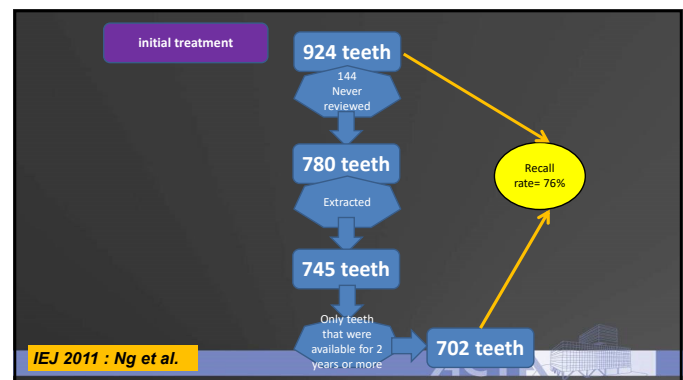 initial treatment
924 teeth
144
Never
reviewed
780 teeth
Extracted
745 teeth
Only teeth
that were
available for 2
years or more
702 teeth
Recall
rate= 76%
IEJ 2011 : Ng et al.